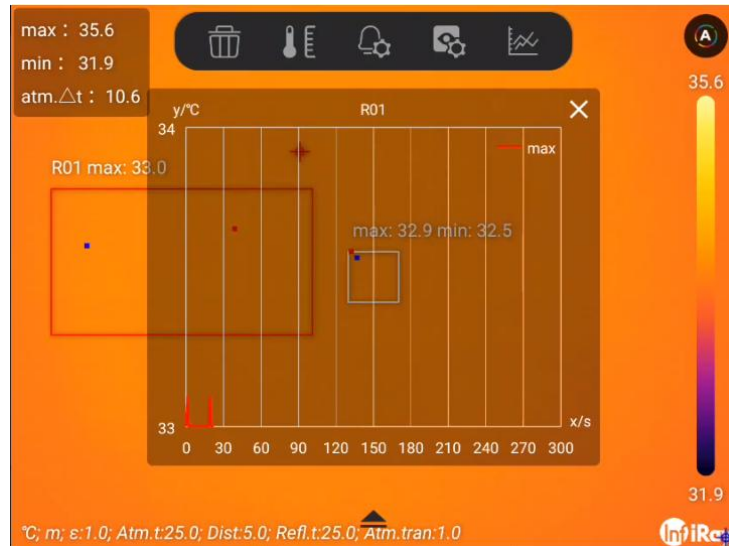 max： 35.6
min： 31.9
atm.△t： 10.6
A
35.6
y/℃
R01
34
max
R01 max: 33.0
max: 32.9 min: 32.5
33
x/s
0 30 60 90 120 150 180 210 240 270 300
31.9
℃; m; ε:1.0; Atm.t:25.0; Dist:5.0; Refl.t:25.0; Atm.tran:1.0